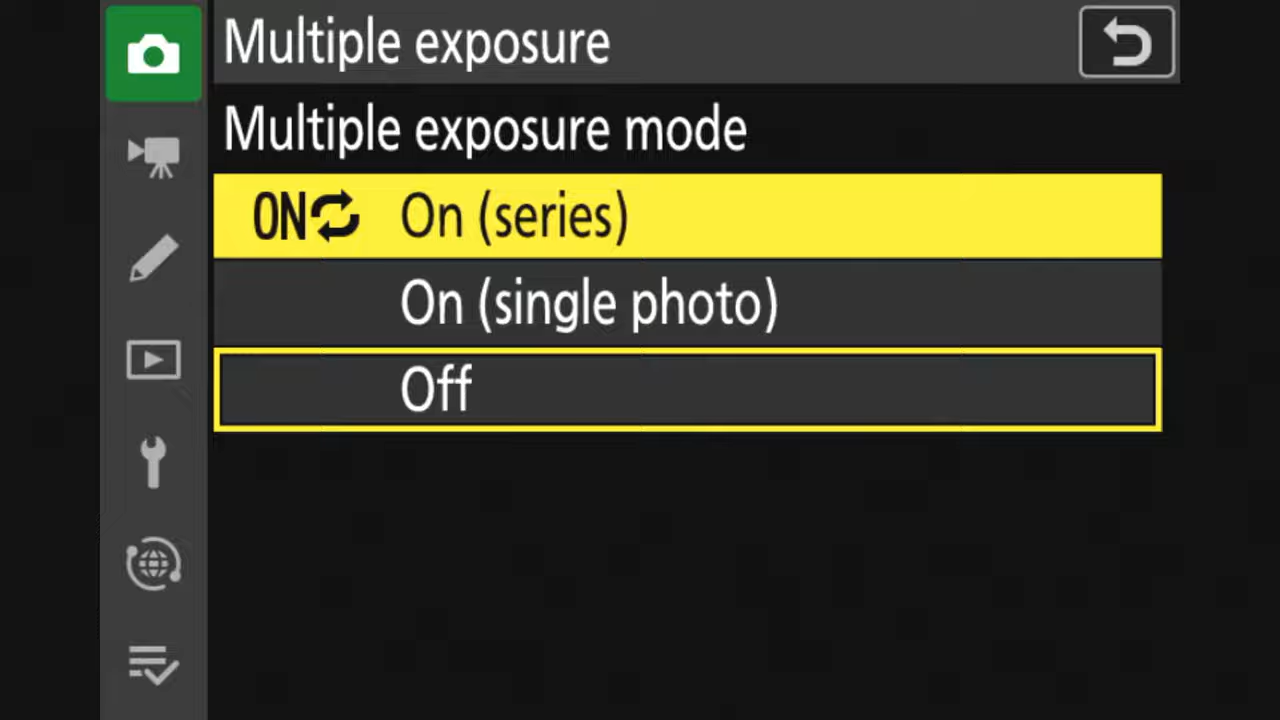 Multiple exposure
Multiple exposure mode
ON On (series)
On (single photo)
Off